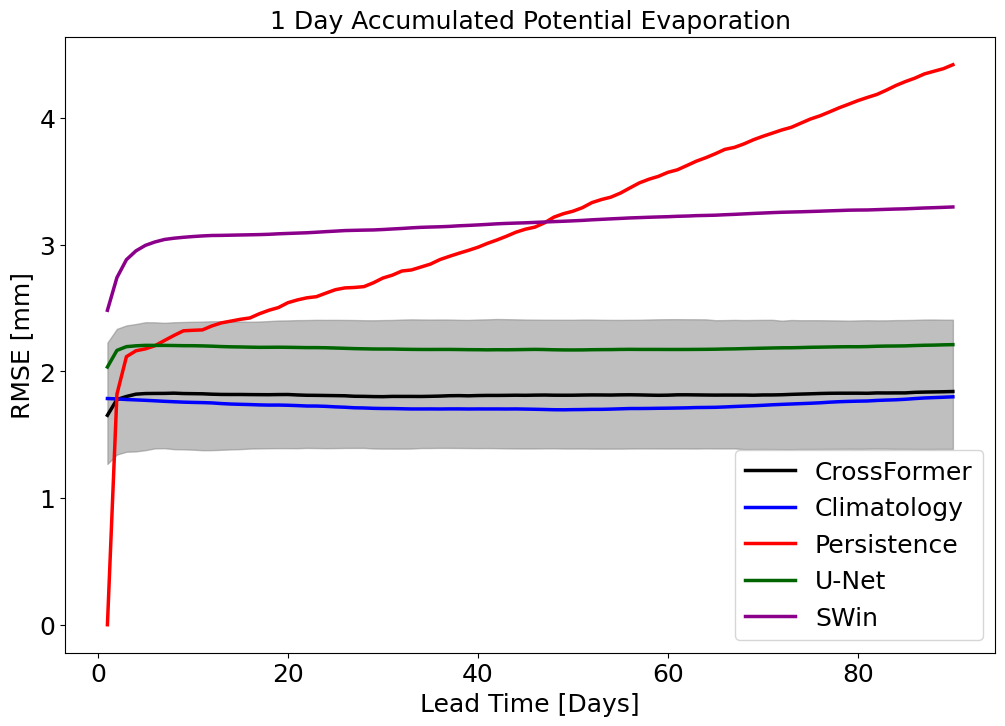 1 Day Accumulated Potential Evaporation
RMSE [mm]
4
3
2
1
0
0 20 40 60 80
Lead Time [Days]
CrossFormer
Climatology
Persistence
U-Net
SWin